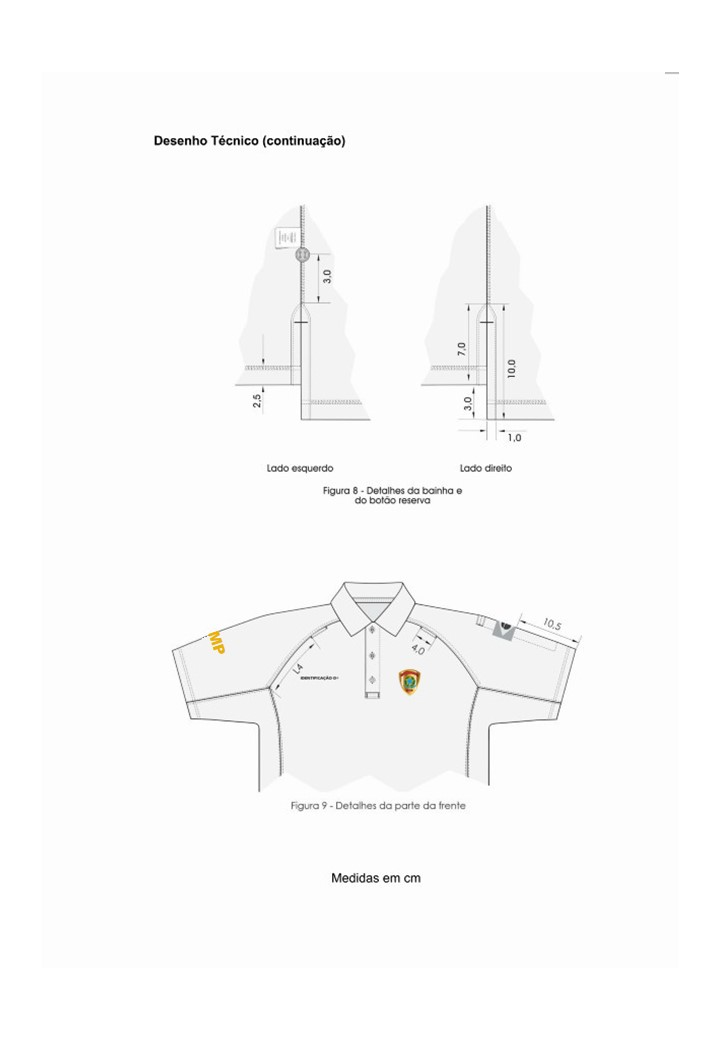 Desenho Técnico (continuação)
3,0
2,5
7,0
10,0
3,0
1,0
Lado esquerdo
Lado direito
Figura 8 - Detalhes da bainha e
do botão reserva
MP
L4
IDENTIFICAÇÃO O+
4,0
10,5
Figura 9 - Detalhes da parte da frente
Medidas em cm